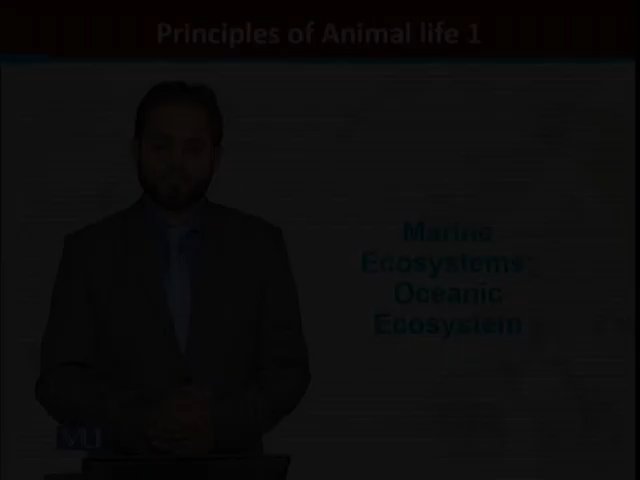 Principles of Animal life 1
Marine
Ecosystems:
Oceanic
Ecosystem